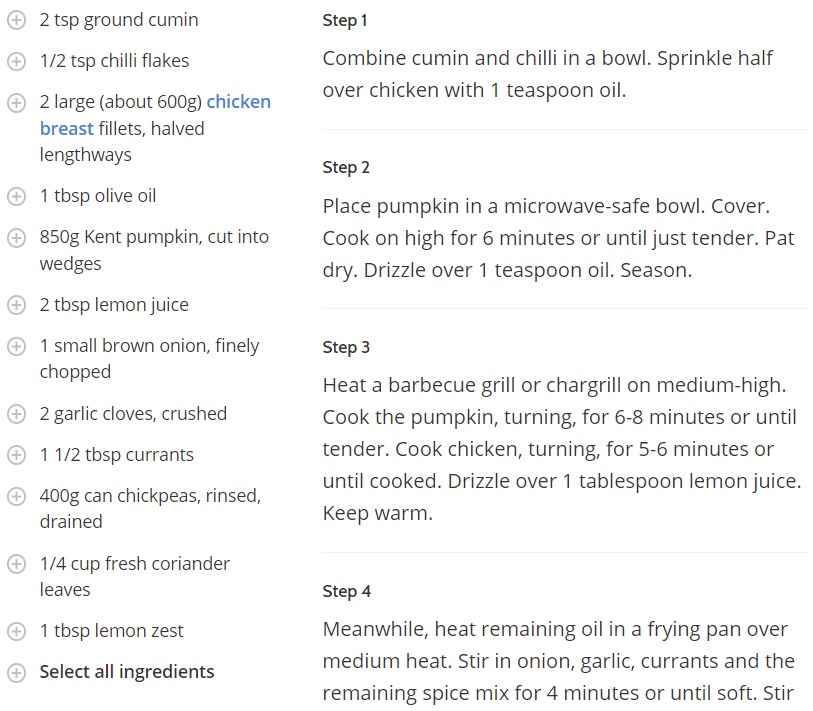 2 tsp ground cumin
1/2 tsp chilli flakes
2 large (about 600g) chicken
breast fillets, halved
lengthways
1 tbsp olive oil
850g Kent pumpkin, cut into
wedges
2 tbsp lemon juice
1 small brown onion, finely
chopped
2 garlic cloves, crushed
1 1/2 tbsp currants
400g can chickpeas, rinsed,
drained
1/4 cup fresh coriander
leaves
1 tbsp lemon zest
Select all ingredients
Step 1
Combine cumin and chilli in a bowl. Sprinkle half
over chicken with 1 teaspoon oil.
Step 2
Place pumpkin in a microwave-safe bowl. Cover.
Cook on high for 6 minutes or until just tender. Pat
dry. Drizzle over 1 teaspoon oil. Season.
Step 3
Heat a barbecue grill or chargrill on medium-high.
Cook the pumpkin, turning, for 6-8 minutes or until
tender. Cook chicken, turning, for 5-6 minutes or
until cooked. Drizzle over 1 tablespoon lemon juice.
Keep warm.
Step 4
Meanwhile, heat remaining oil in a frying pan over
medium heat. Stir in onion, garlic, currants and the
remaining spice mix for 4 minutes or until soft. Stir